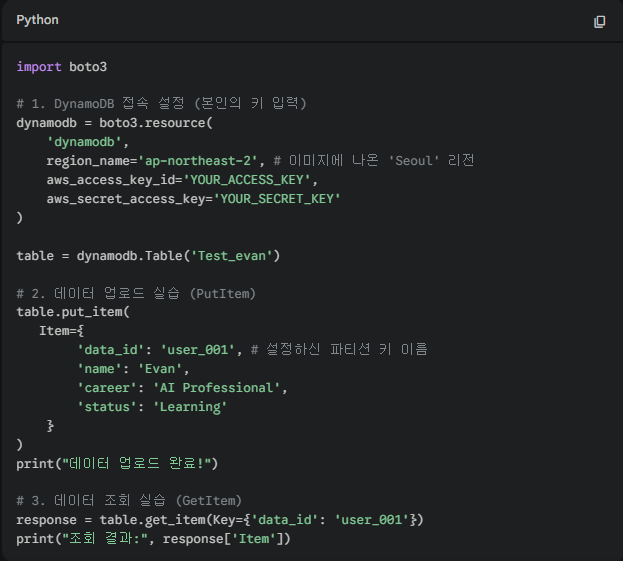 Python
import boto3
# 1. DynamoDB 접속 설정 (본인의 키 입력)
dynamodb = boto3.resource(
    'dynamodb',
    region_name='ap-northeast-2', # 이미지에 나온 'Seoul' 리전
    aws_access_key_id='YOUR_ACCESS_KEY',
    aws_secret_access_key='YOUR_SECRET_KEY'
)
table = dynamodb.Table('Test_evan')
# 2. 데이터 업로드 실습 (PutItem)
table.put_item(
   Item={
        'data_id': 'user_001', # 설정하신 파티션 키 이름
        'name': 'Evan',
        'career': 'AI Professional',
        'status': 'Learning'
    }
)
print("데이터 업로드 완료!")
# 3. 데이터 조회 실습 (GetItem)
response = table.get_item(Key={'data_id': 'user_001'})
print("조회 결과:", response['Item'])